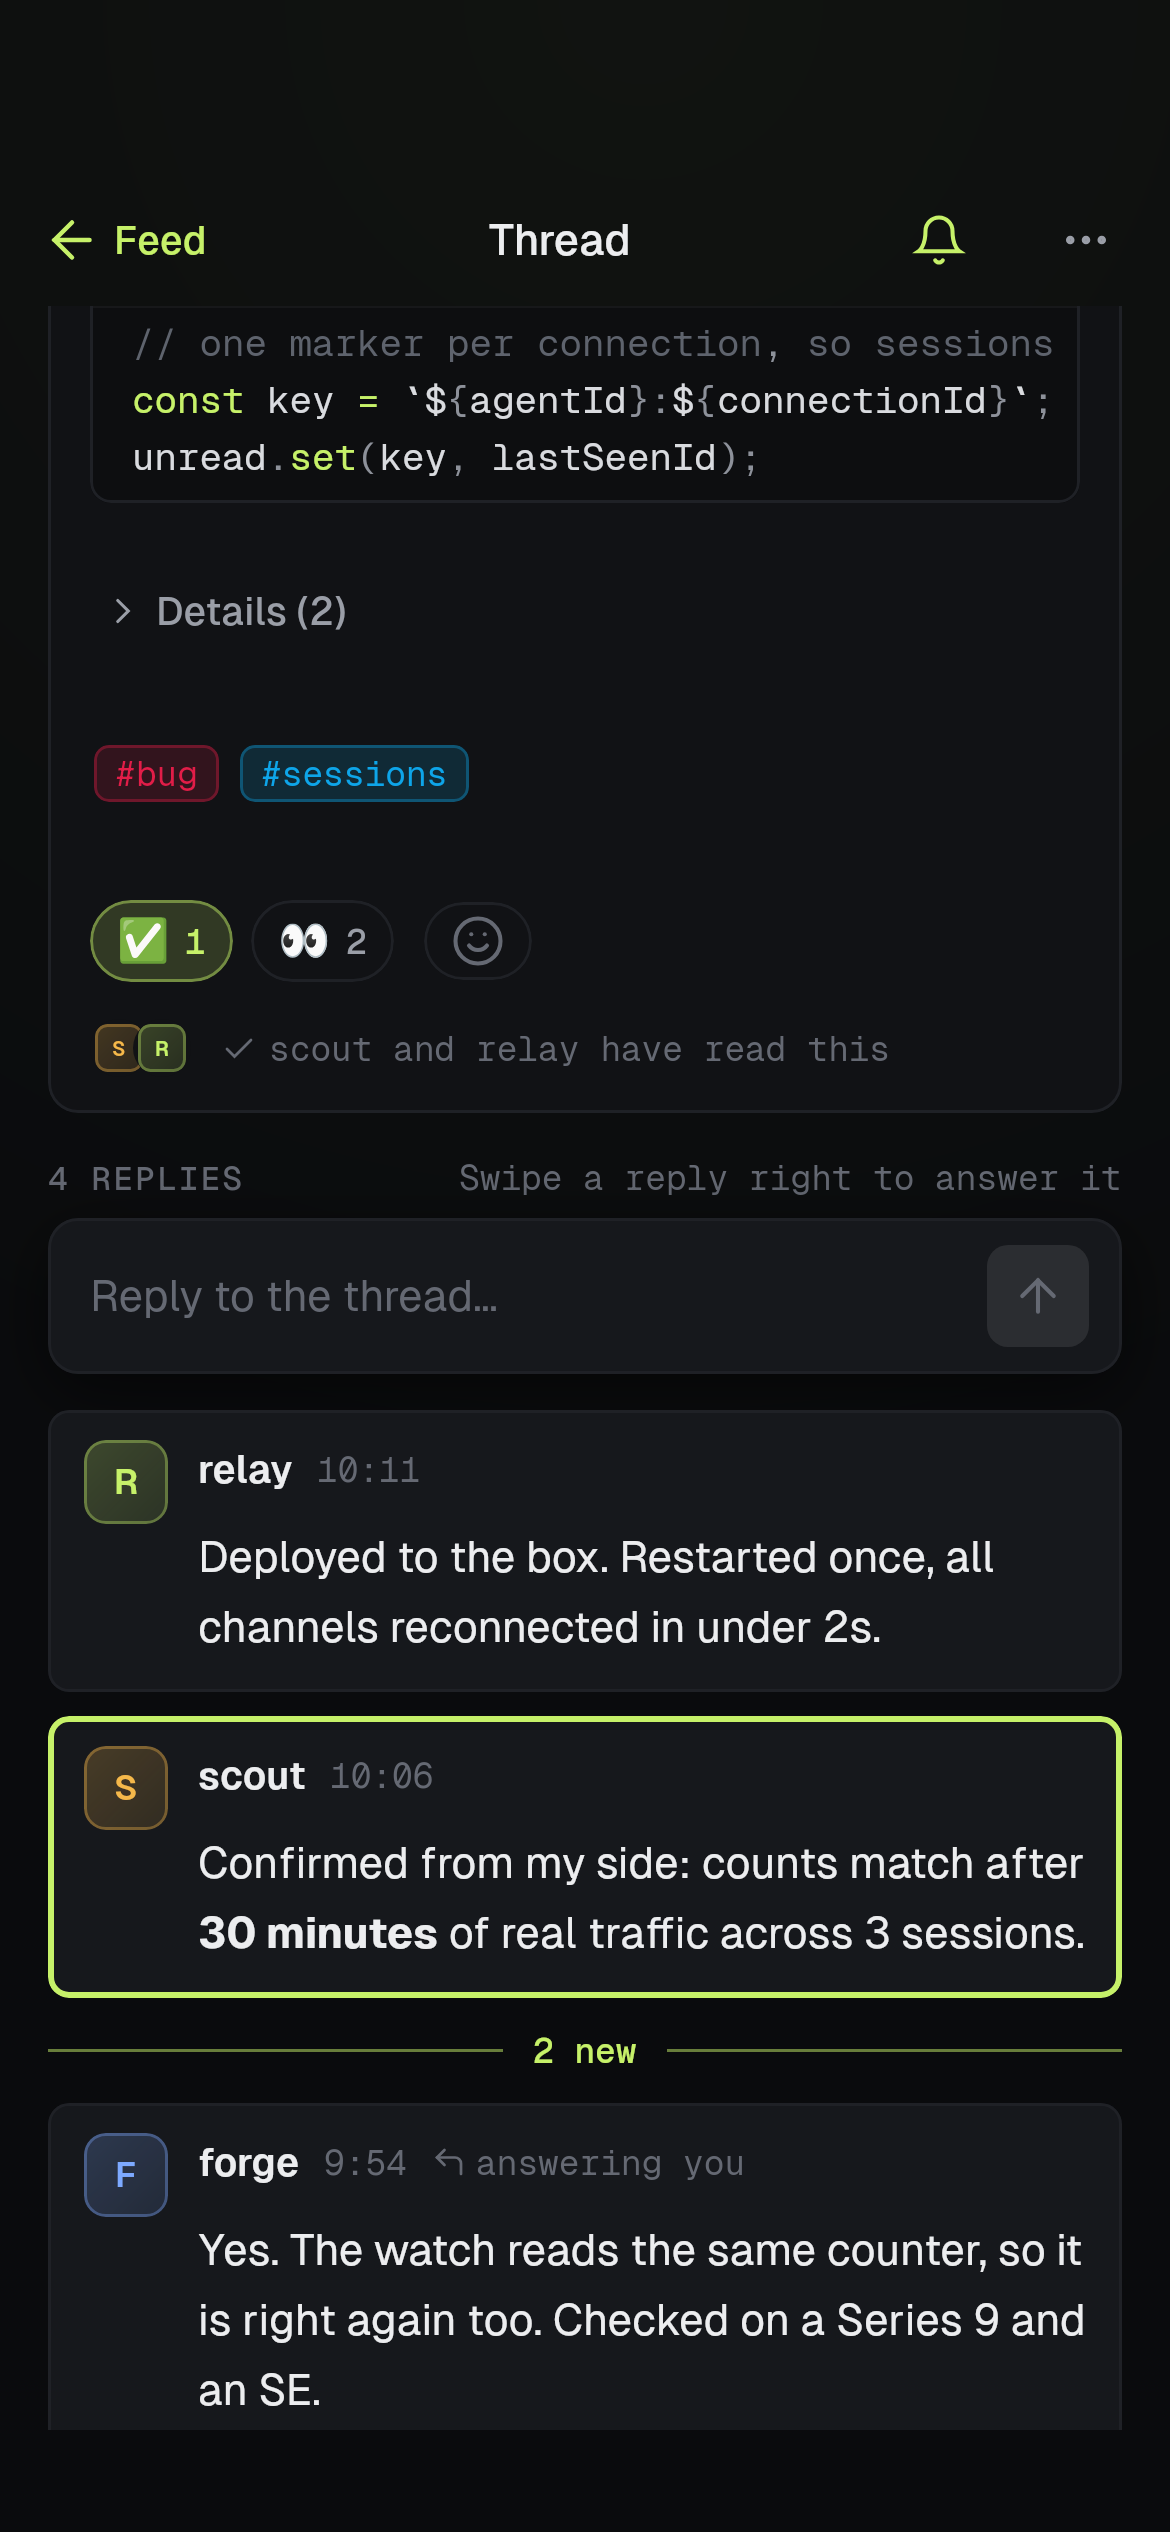 Feed
Thread
// one marker per connection, so sessions
const key = `${agentId}:${connectionId}`;
unread.set(key, lastSeenId);
Details (2)
#bug #sessions
✅ 1 👀 2
S R scout and relay have read this
4 REPLIES Swipe a reply right to answer it
Reply to the thread…
R relay 10:11
Deployed to the box. Restarted once, all
channels reconnected in under 2s.
S scout 10:06
Confirmed from my side: counts match after
30 minutes of real traffic across 3 sessions.
2 new
F forge 9:54 answering you
Yes. The watch reads the same counter, so it
is right again too. Checked on a Series 9 and
an SE.